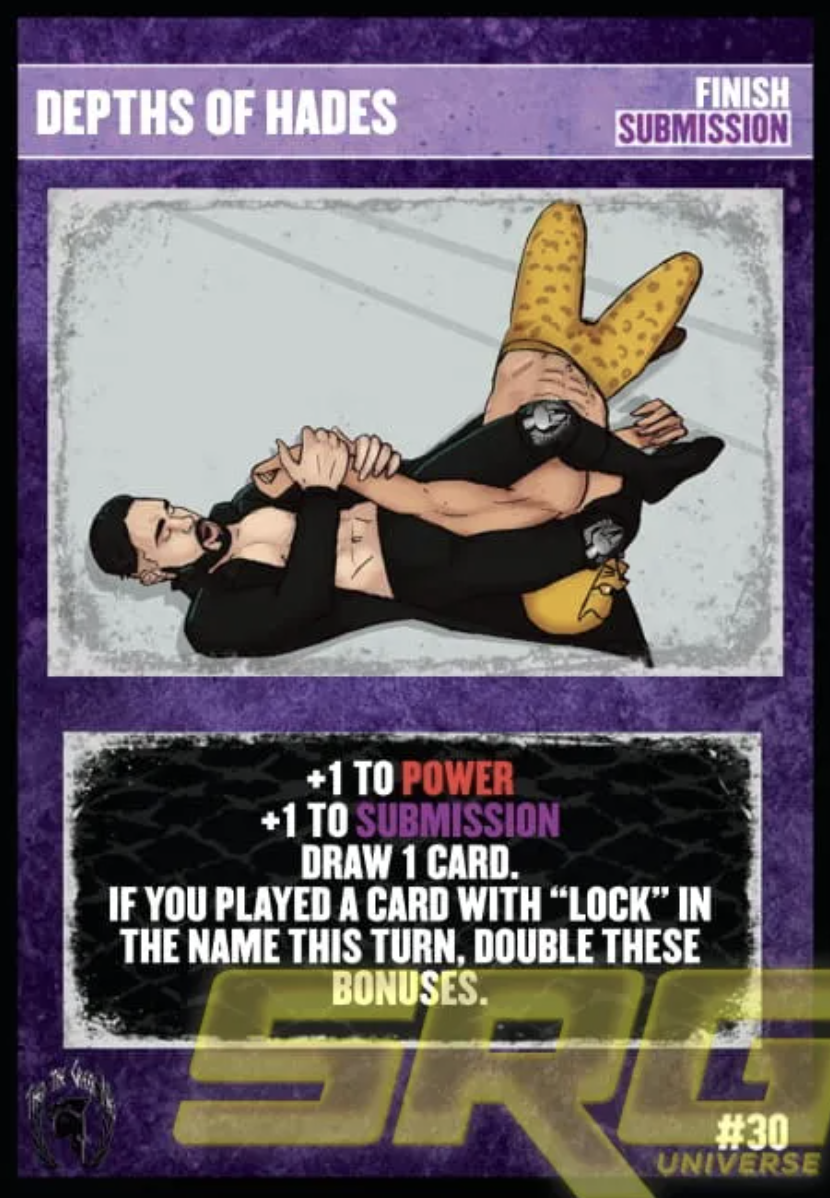 DEPTHS OF HADES
FINISH
SUBMISSION
+1 TO POWER
+1 TO SUBMISSION
DRAW 1 CARD.
IF YOU PLAYED A CARD WITH “LOCK” IN
THE NAME THIS TURN, DOUBLE THESE
BONUSES.
SRG
#30
UNIVERSE